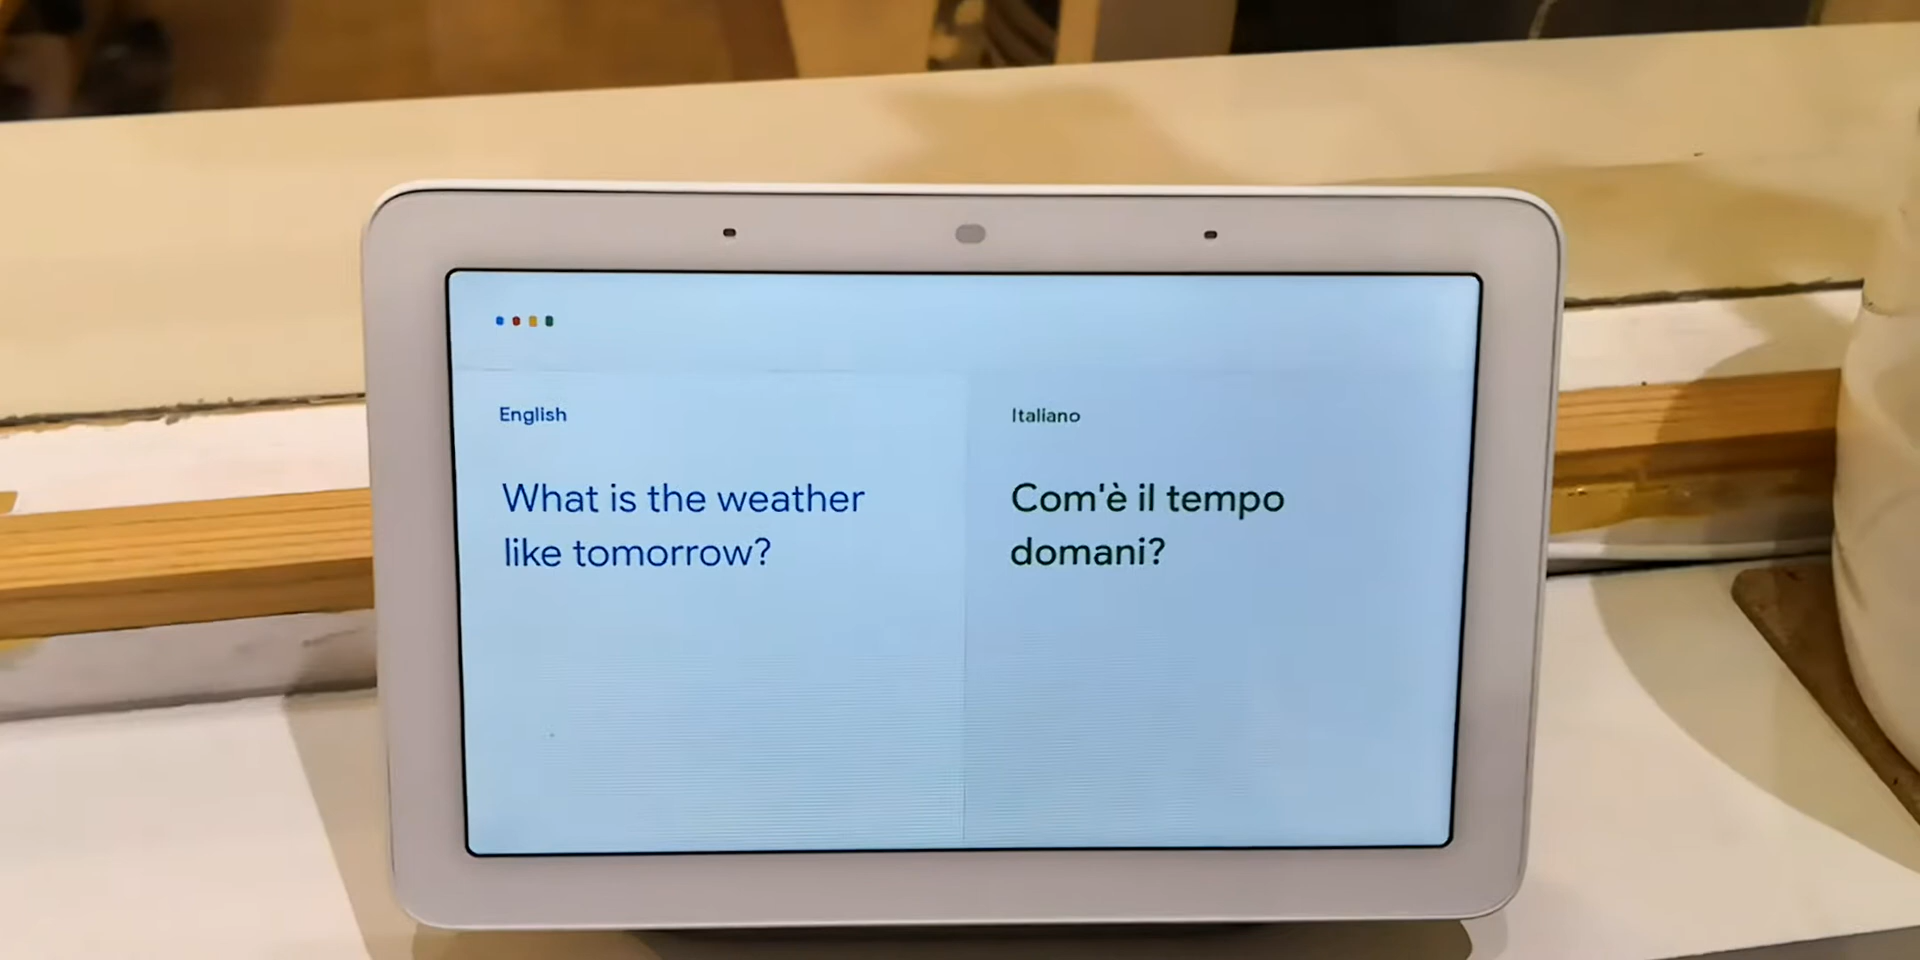 English
What is the weather
like tomorrow?
Italiano
Com'è il tempo
domani?